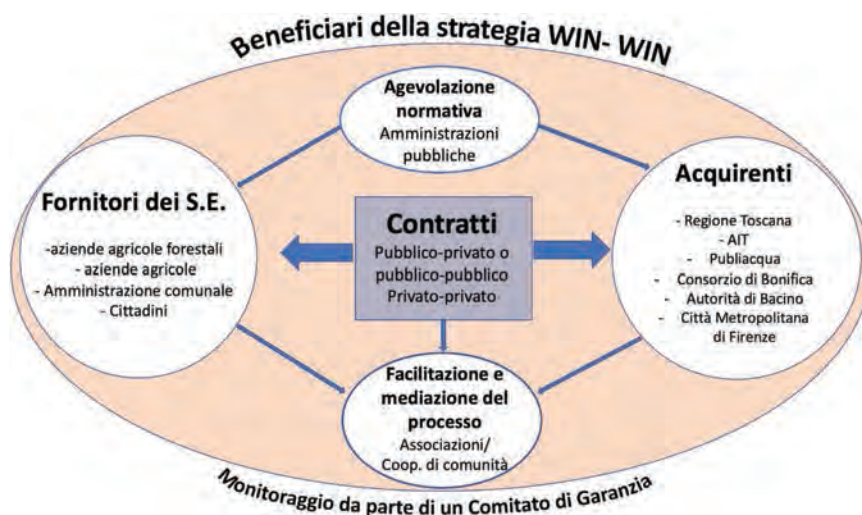 Beneficiari della strategia WIN- WIN
Agevolazione
normativa
Amministrazioni
pubbliche
Fornitori dei S.E.
-aziende agricole forestali
- aziende agricole
- Amministrazione comunale
- Cittadini
Contratti
Pubblico-privato o
pubblico-pubblico
Privato-privato
Acquirenti
- Regione Toscana
- AIT
- Publiacqua
- Consorzio di Bonifica
- Autorità di Bacino
- Città Metropolitana
di Firenze
Facilitazione e
mediazione del
processo
Associazioni/
Coop. di comunità
Monitoraggio da parte di un Comitato di Garanzia